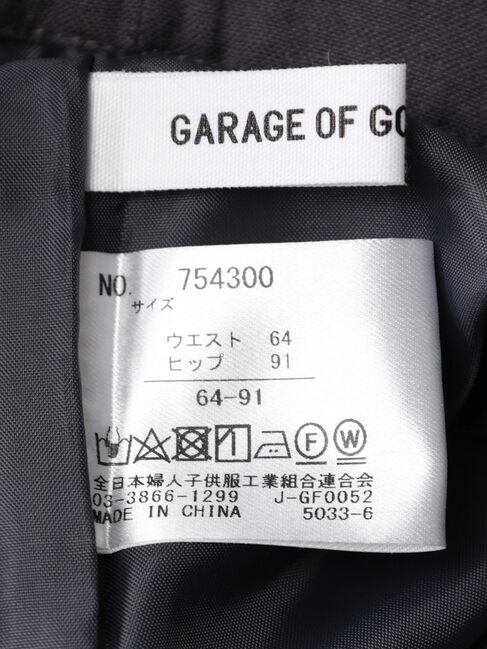 GARAGE OF GO
NO. 754300
サイズ
ウエスト 64
ヒップ 91
64-91
F W
全日本婦人子供服工業組合連合会
03-3866-1299 J-GF0052
MADE IN CHINA 5033-6